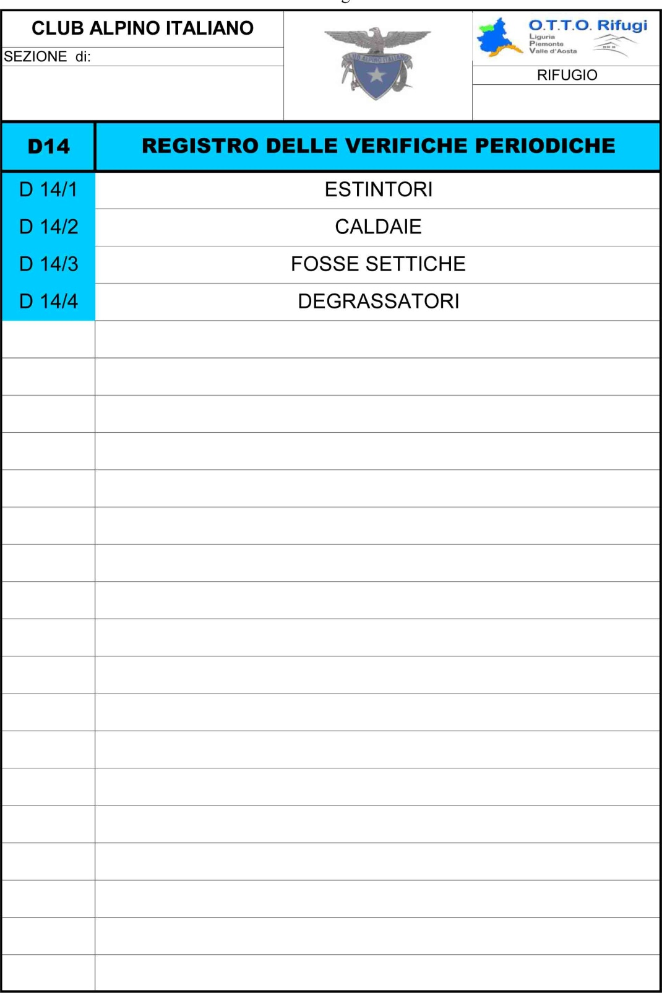 CLUB ALPINO ITALIANO
SEZIONE di:
CLUB ALPINO ITALIANO
O.T.T.O. Rifugi
Liguria
Piemonte
Valle d'Aosta
RIFUGIO
D14 REGISTRO DELLE VERIFICHE PERIODICHE
D 14/1 ESTINTORI
D 14/2 CALDAIE
D 14/3 FOSSE SETTICHE
D 14/4 DEGRASSATORI